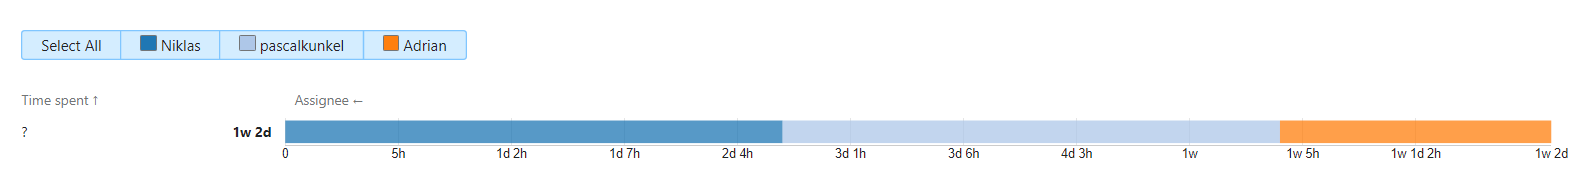 Select All Niklas pascalkunkel Adrian
Time spent ↑ Assignee ←
? 1w 2d
0 5h 1d 2h 1d 7h 2d 4h 3d 1h 3d 6h 4d 3h 1w 1w 5h 1w 1d 2h 1w 2d